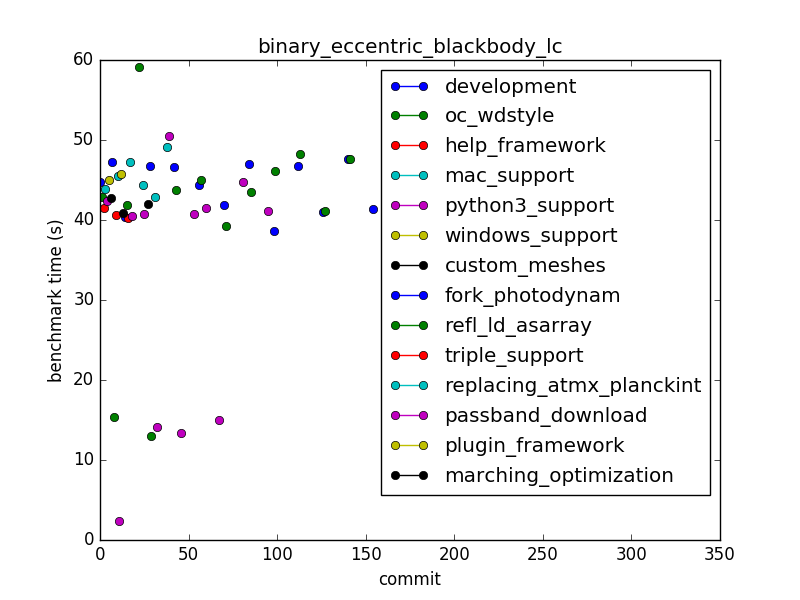 binary_eccentric_blackbody_lc
60
50
40
30
20
10
0
benchmark time (s)
development
oc_wdstyle
help_framework
mac_support
python3_support
windows_support
custom_meshes
fork_photodynam
refl_ld_asarray
triple_support
replacing_atmx_planckint
passband_download
plugin_framework
marching_optimization
0 50 100 150 200 250 300 350
commit